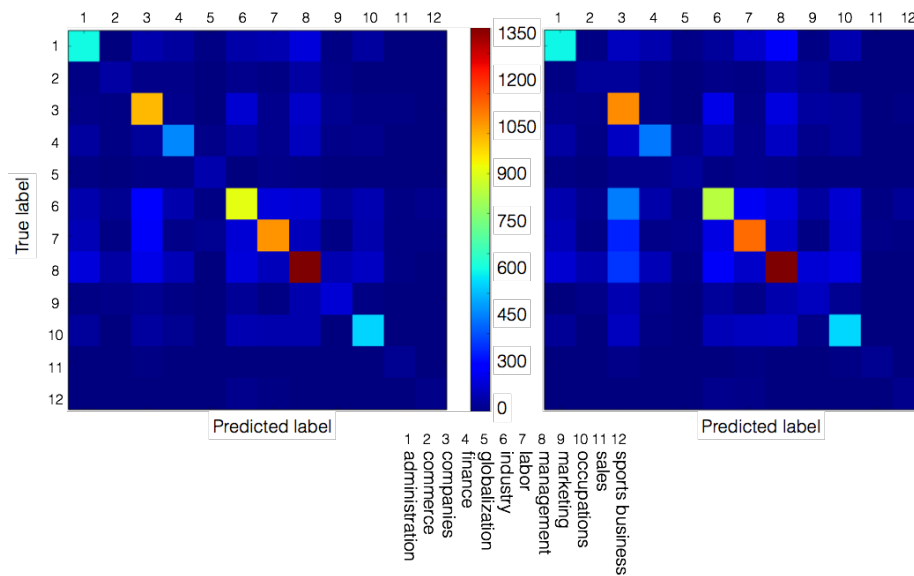 1 2 3 4 5 6 7 8 9 10 11 12
1 2 3 4 5 6 7 8 9 10 11 12
True label
1
2
3
4
5
6
7
8
9
10
11
12
1350
1200
1050
900
750
600
450
300
0
Predicted label
Predicted label
1 administration
2 commerce
3 companies
4 finance
5 globalization
6 industry
7 labor
8 management
9 marketing
10 occupations
11 sales
12 sports business